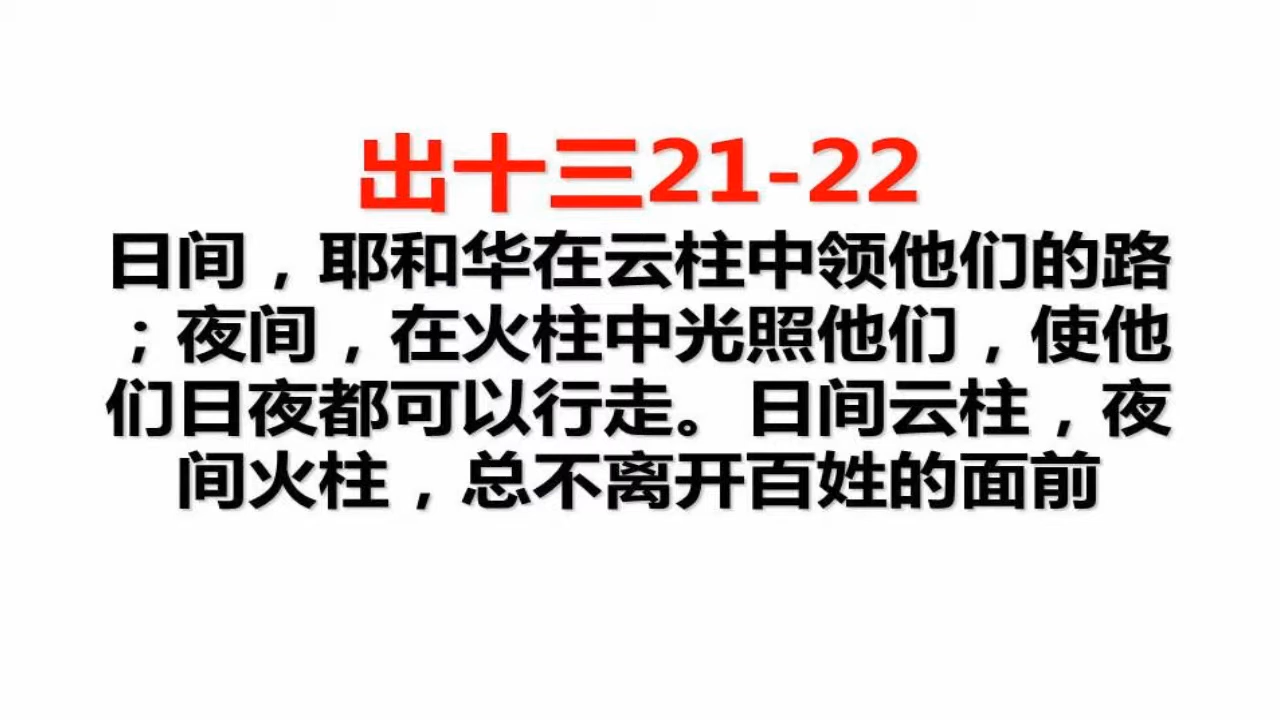 出十三21-22
日间，耶和华在云柱中领他们的路
；夜间，在火柱中光照他们，使他
们日夜都可以行走。日间云柱，夜
间火柱，总不离开百姓的面前